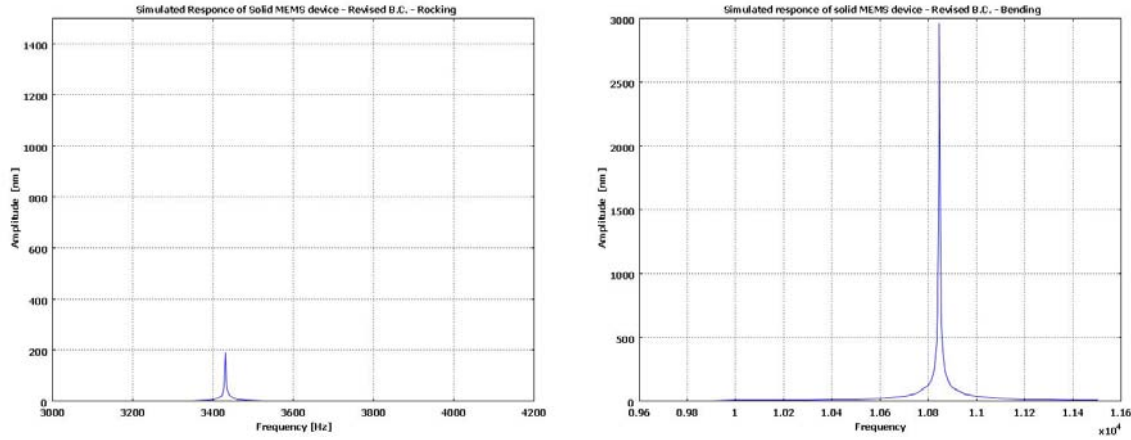 Simulated Responce of Solid MEMS device - Revised B.C. - Rocking
1400
1200
1000
800
600
400
200
0
Amplitude [nm]
3000 3200 3400 3600 3800 4000 4200
Frequency [Hz]
Simulated responce of solid MEMS device - Revised B.C. - Bending
3000
2500
2000
1500
1000
500
0
Amplitude [nm]
0.96 0.98 1 1.02 1.04 1.06 1.08 1.1 1.12 1.14 1.16
×10⁴
Frequency